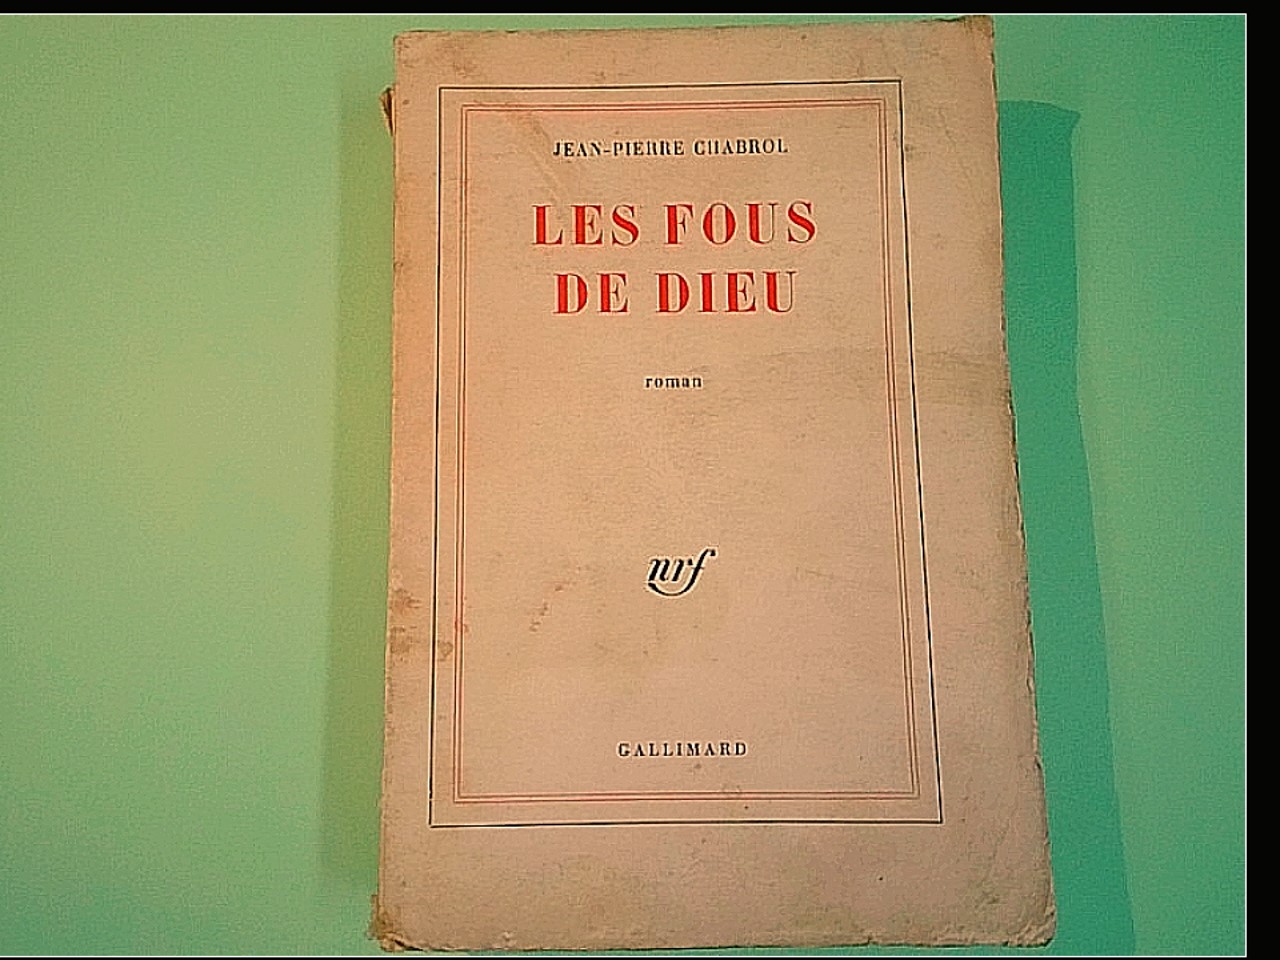 JEAN-PIERRE CHABROL
LES FOUS
DE DIEU
roman
nrf
GALLIMARD